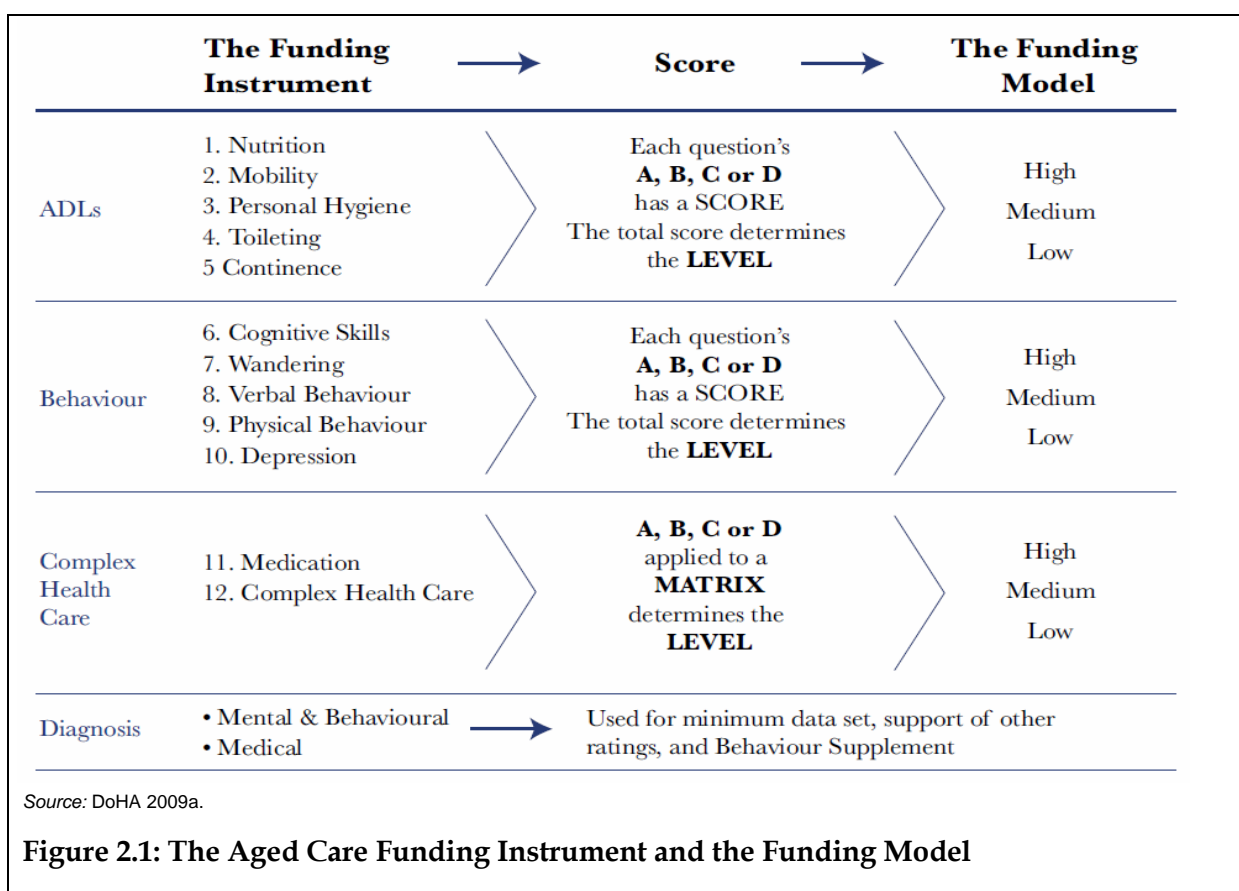 The Funding
Instrument
Score
The Funding
Model
ADLs
1. Nutrition
2. Mobility
3. Personal Hygiene
4. Toileting
5 Continence
Each question's
A, B, C or D
has a SCORE
The total score determines
the LEVEL
High
Medium
Low
Behaviour
6. Cognitive Skills
7. Wandering
8. Verbal Behaviour
9. Physical Behaviour
10. Depression
Each question's
A, B, C or D
has a SCORE
The total score determines
the LEVEL
High
Medium
Low
Complex
Health
Care
11. Medication
12. Complex Health Care
A, B, C or D
applied to a
MATRIX
determines the
LEVEL
High
Medium
Low
Diagnosis
• Mental & Behavioural
• Medical
Used for minimum data set, support of other
ratings, and Behaviour Supplement
Source: DoHA 2009a.
Figure 2.1: The Aged Care Funding Instrument and the Funding Model